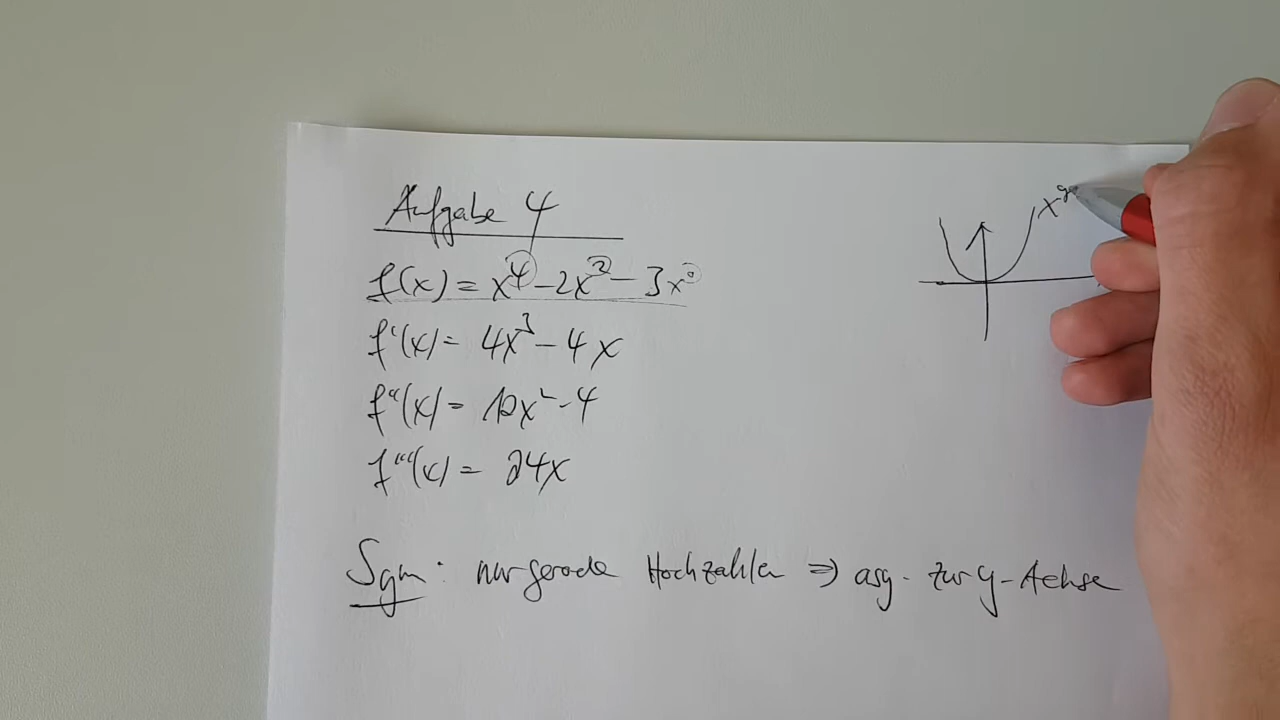 Aufgabe 4
f(x) = x⁴ - 2x² - 3x⁰
f'(x) = 4x³ - 4x
f''(x) = 12x² - 4
f'''(x) = 24x
Sym: nur gerade Hochzahlen ⇒ asy. zur y-Achse